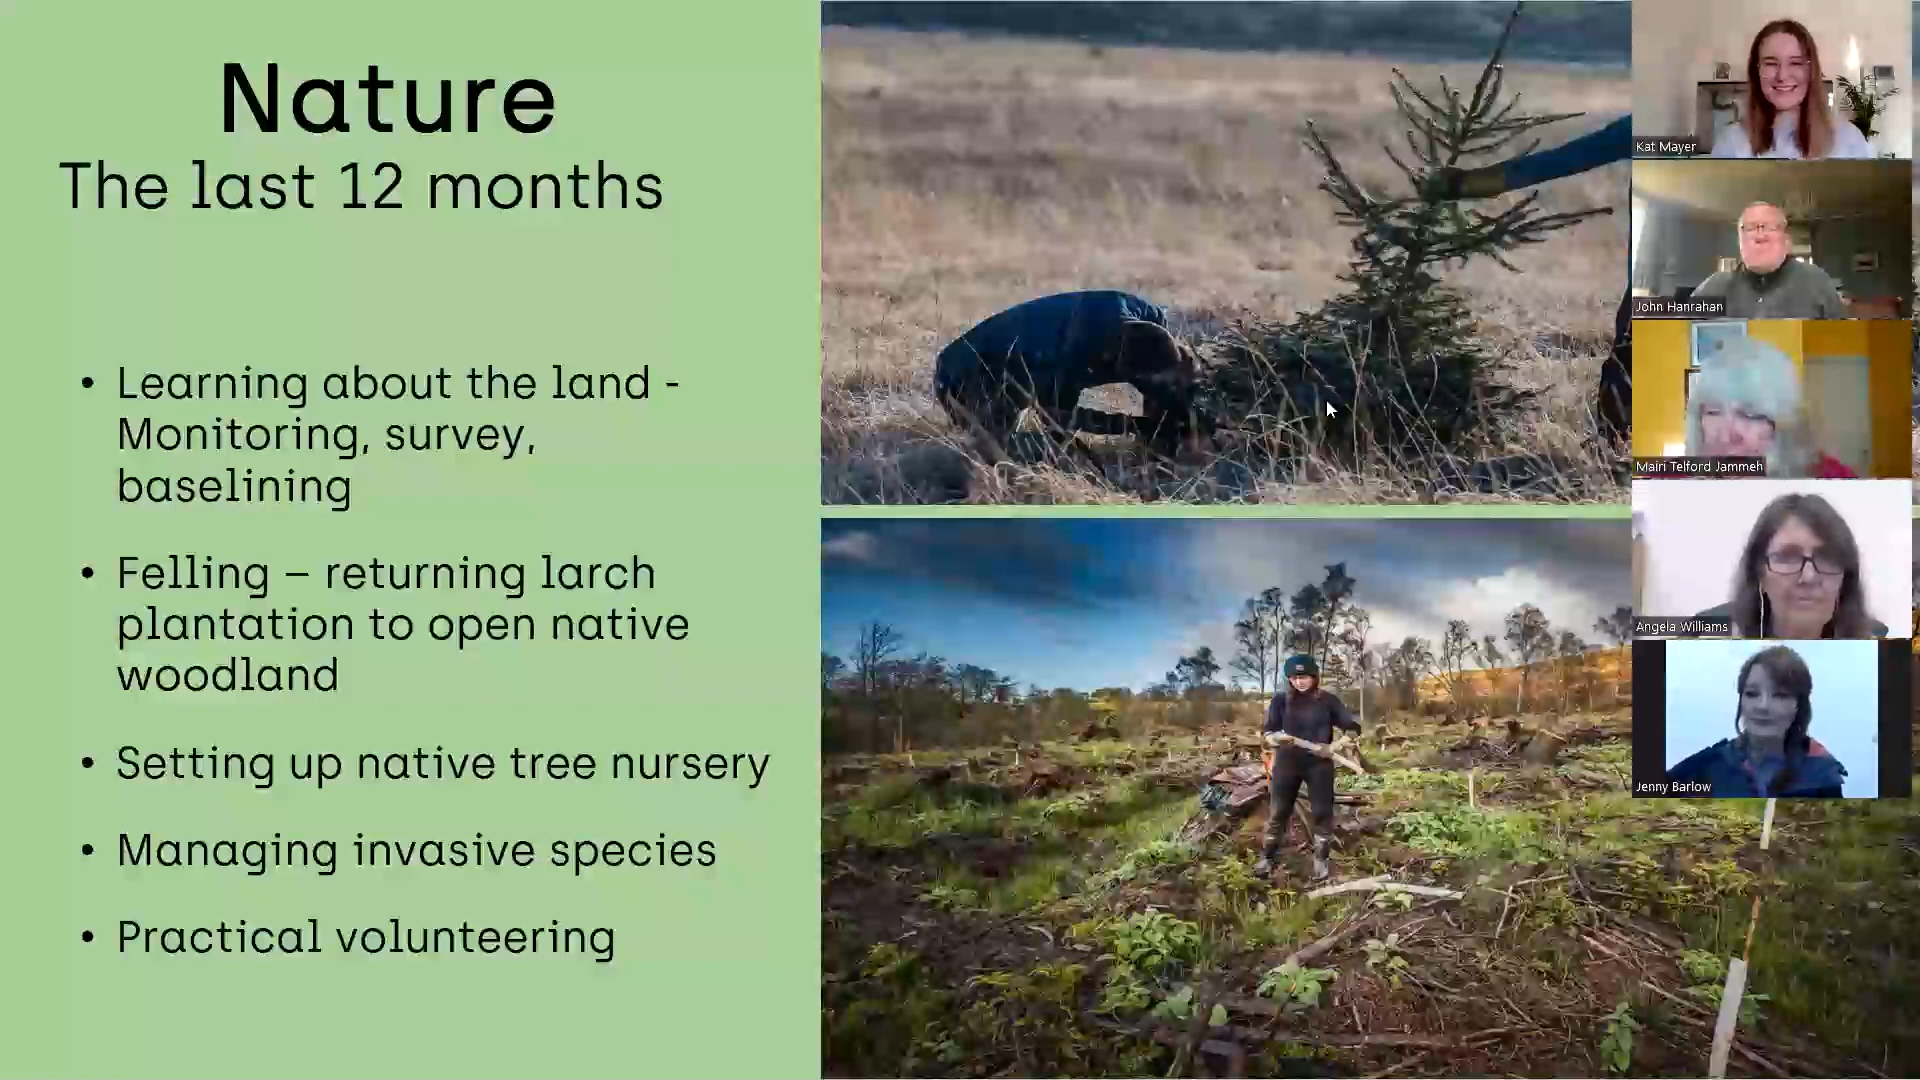 Nature
The last 12 months
• Learning about the land -
Monitoring, survey,
baselining
• Felling – returning larch
plantation to open native
woodland
• Setting up native tree nursery
• Managing invasive species
• Practical volunteering
Kat Mayer
John Hanrahan
Mairi Telford Jammeh
Angela Williams
Jenny Barlow